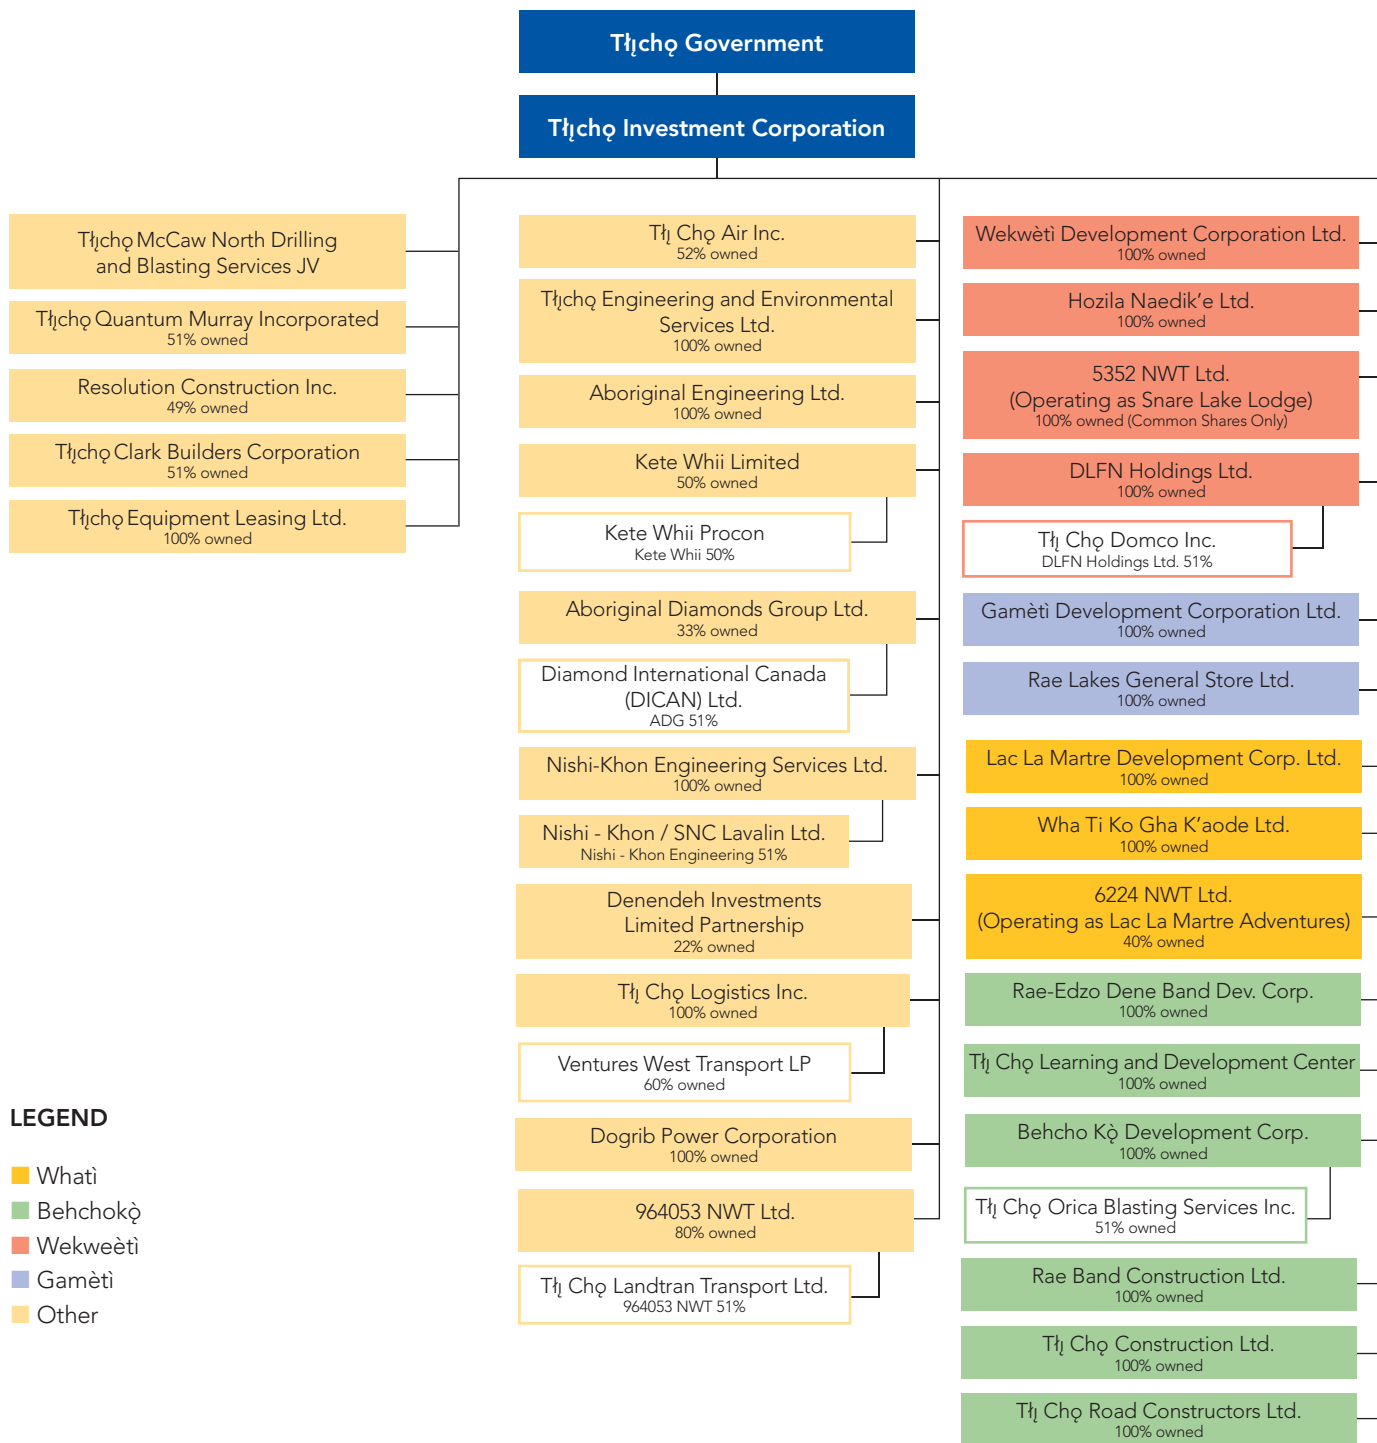 Tłı̨chǫ Government
Tłı̨chǫ Investment Corporation
Tłı̨chǫ McCaw North Drilling
and Blasting Services JV
Tłı̨chǫ Quantum Murray Incorporated
51% owned
Resolution Construction Inc.
49% owned
Tłı̨chǫ Clark Builders Corporation
51% owned
Tłı̨chǫ Equipment Leasing Ltd.
100% owned
Tłı̨ Chǫ Air Inc.
52% owned
Tłı̨chǫ Engineering and Environmental
Services Ltd.
100% owned
Aboriginal Engineering Ltd.
100% owned
Kete Whii Limited
50% owned
Kete Whii Procon
Kete Whii 50%
Aboriginal Diamonds Group Ltd.
33% owned
Diamond International Canada
(DICAN) Ltd.
ADG 51%
Nishi-Khon Engineering Services Ltd.
100% owned
Nishi - Khon / SNC Lavalin Ltd.
Nishi - Khon Engineering 51%
Denendeh Investments
Limited Partnership
22% owned
Tłı̨ Chǫ Logistics Inc.
100% owned
Ventures West Transport LP
60% owned
Dogrib Power Corporation
100% owned
964053 NWT Ltd.
80% owned
Tłı̨ Chǫ Landtran Transport Ltd.
964053 NWT 51%
Wekwètì Development Corporation Ltd.
100% owned
Hozila Naedik’e Ltd.
100% owned
5352 NWT Ltd.
(Operating as Snare Lake Lodge)
100% owned (Common Shares Only)
DLFN Holdings Ltd.
100% owned
Tłı̨ Chǫ Domco Inc.
DLFN Holdings Ltd. 51%
Gamètì Development Corporation Ltd.
100% owned
Rae Lakes General Store Ltd.
100% owned
Lac La Martre Development Corp. Ltd.
100% owned
Wha Ti Ko Gha K’aode Ltd.
100% owned
6224 NWT Ltd.
(Operating as Lac La Martre Adventures)
40% owned
Rae-Edzo Dene Band Dev. Corp.
100% owned
Tłı̨ Chǫ Learning and Development Center
100% owned
Behcho Kǫ̀ Development Corp.
100% owned
Tłı̨ Chǫ Orica Blasting Services Inc.
51% owned
Rae Band Construction Ltd.
100% owned
Tłı̨ Chǫ Construction Ltd.
100% owned
Tłı̨ Chǫ Road Constructors Ltd.
100% owned
LEGEND
Whatì
Behchokǫ̀
Wekweètì
Gamètì
Other